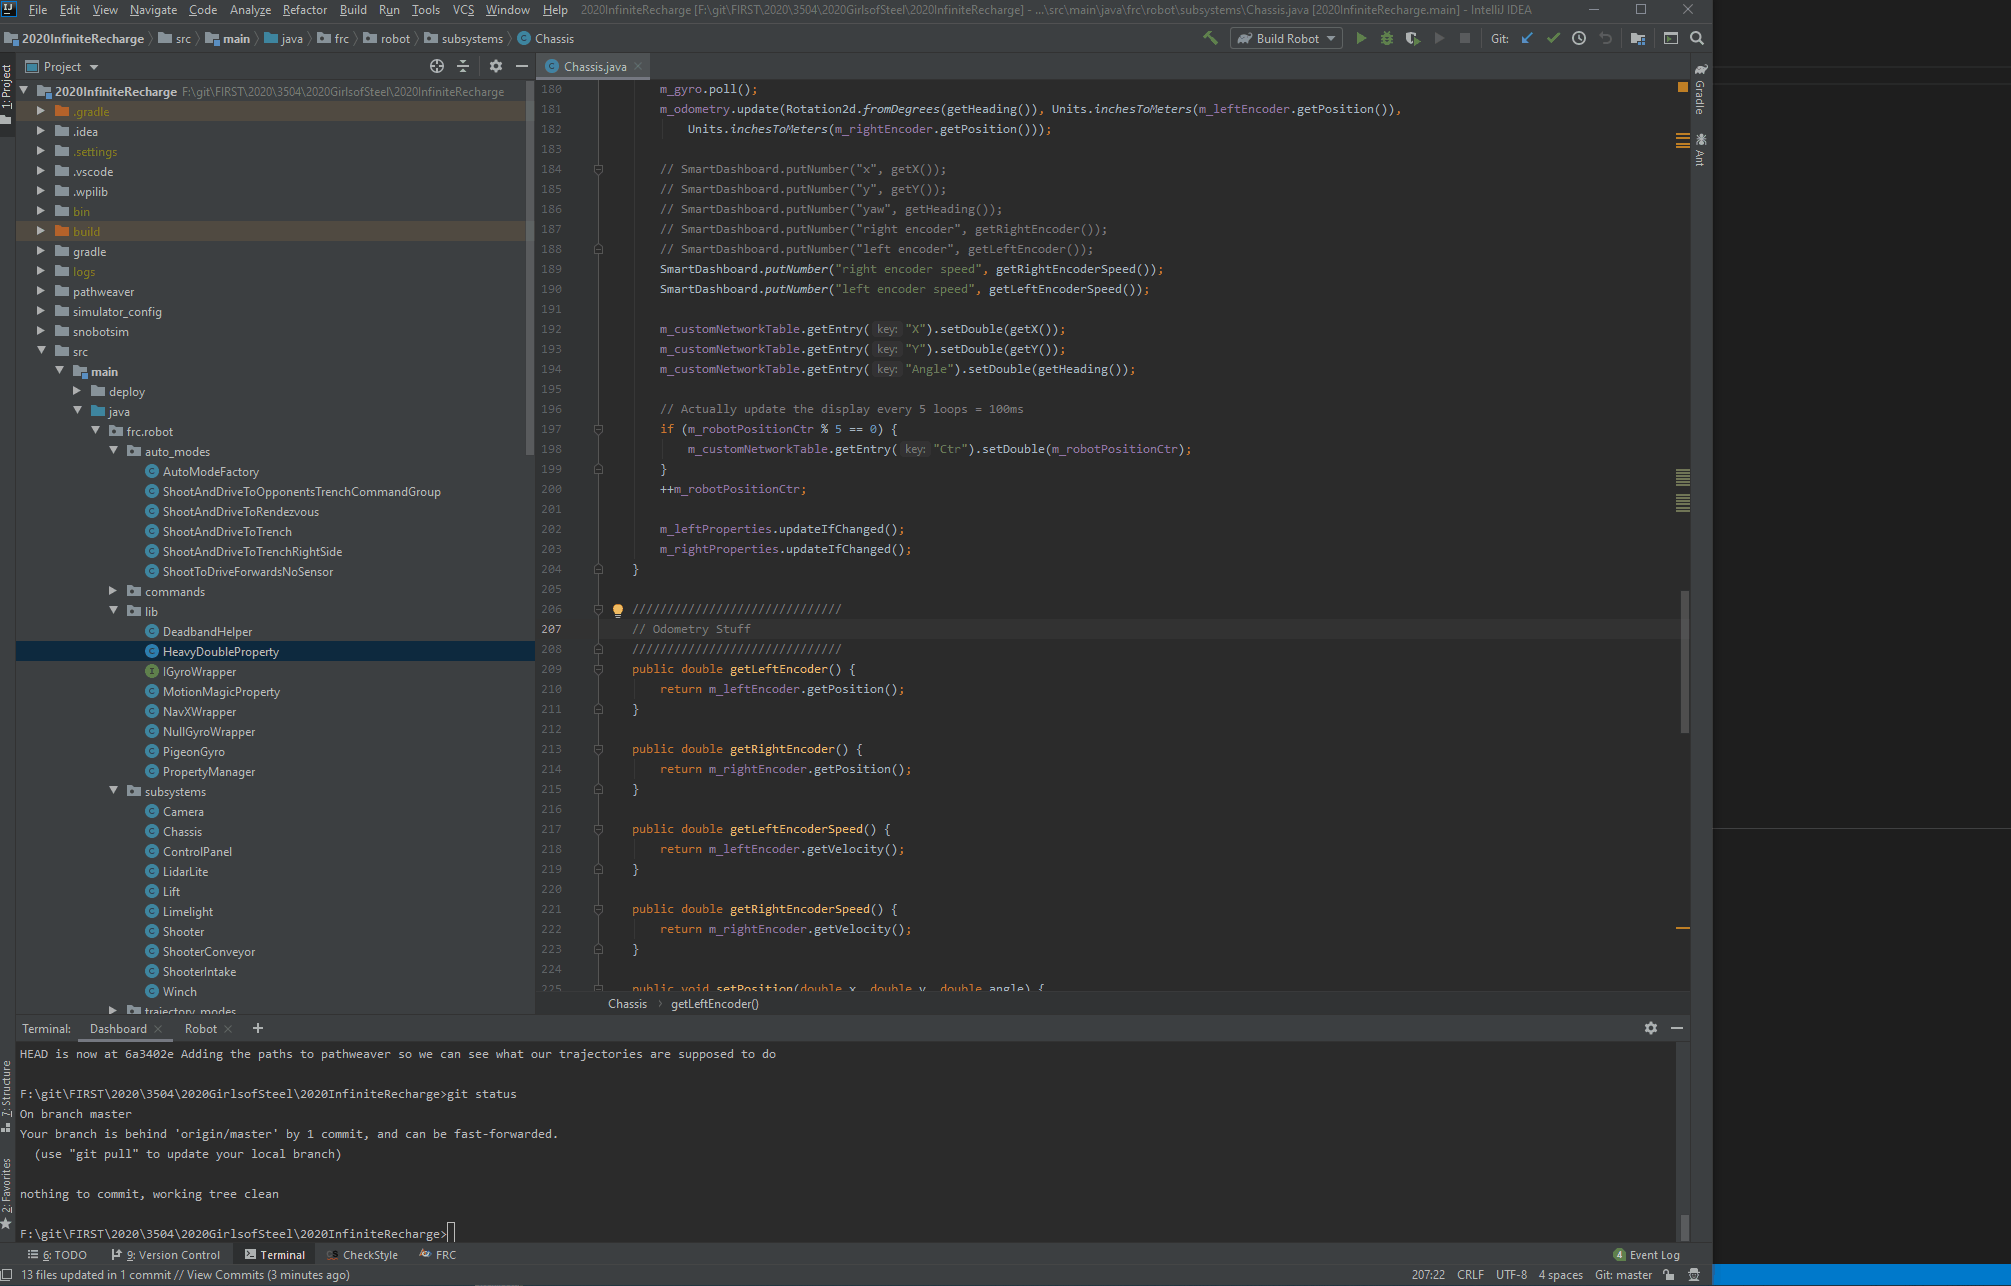 File Edit View Navigate Code Analyze Refactor Build Run Tools VCS Window Help 2020InfiniteRecharge [F:\git\FIRST\2020\3504\2020GirlsofSteel\2020InfiniteRecharge] - ...\src\main\java\frc\robot\subsystems\Chassis.java [2020InfiniteRecharge.main] - IntelliJ IDEA
2020InfiniteRecharge src main java frc robot subsystems Chassis Build Robot Git:
1: Project
Project
Chassis.java
2020InfiniteRecharge F:\git\FIRST\2020\3504\2020GirlsofSteel\2020InfiniteRecharge
.gradle
.idea
.settings
.vscode
.wpilib
bin
build
gradle
logs
pathweaver
simulator_config
snobotsim
src
main
deploy
java
frc.robot
auto_modes
AutoModeFactory
ShootAndDriveToOpponentsTrenchCommandGroup
ShootAndDriveToRendezvous
ShootAndDriveToTrench
ShootAndDriveToTrenchRightSide
ShootToDriveForwardsNoSensor
commands
lib
DeadbandHelper
HeavyDoubleProperty
IGyroWrapper
MotionMagicProperty
NavXWrapper
NullGyroWrapper
PigeonGyro
PropertyManager
subsystems
Camera
Chassis
ControlPanel
LidarLite
Lift
Limelight
Shooter
ShooterConveyor
ShooterIntake
Winch
trajectory_modes
180 m_gyro.poll();
181 m_odometry.update(Rotation2d.fromDegrees(getHeading()), Units.inchesToMeters(m_leftEncoder.getPosition()),
182 Units.inchesToMeters(m_rightEncoder.getPosition()));
183
184 // SmartDashboard.putNumber("x", getX());
185 // SmartDashboard.putNumber("y", getY());
186 // SmartDashboard.putNumber("yaw", getHeading());
187 // SmartDashboard.putNumber("right encoder", getRightEncoder());
188 // SmartDashboard.putNumber("left encoder", getLeftEncoder());
189 SmartDashboard.putNumber("right encoder speed", getRightEncoderSpeed());
190 SmartDashboard.putNumber("left encoder speed", getLeftEncoderSpeed());
191
192 m_customNetworkTable.getEntry( key: "X").setDouble(getX());
193 m_customNetworkTable.getEntry( key: "Y").setDouble(getY());
194 m_customNetworkTable.getEntry( key: "Angle").setDouble(getHeading());
195
196 // Actually update the display every 5 loops = 100ms
197 if (m_robotPositionCtr % 5 == 0) {
198 m_customNetworkTable.getEntry( key: "Ctr").setDouble(m_robotPositionCtr);
199 }
200 ++m_robotPositionCtr;
201
202 m_leftProperties.updateIfChanged();
203 m_rightProperties.updateIfChanged();
204 }
205
206 //////////////////////////////
207 // Odometry Stuff
208 //////////////////////////////
209 public double getLeftEncoder() {
210 return m_leftEncoder.getPosition();
211 }
212
213 public double getRightEncoder() {
214 return m_rightEncoder.getPosition();
215 }
216
217 public double getLeftEncoderSpeed() {
218 return m_leftEncoder.getVelocity();
219 }
220
221 public double getRightEncoderSpeed() {
222 return m_rightEncoder.getVelocity();
223 }
224
225 public void setPosition(double x, double y, double angle) {
Chassis getLeftEncoder()
Gradle
Ant
Terminal: Dashboard Robot
HEAD is now at 6a3402e Adding the paths to pathweaver so we can see what our trajectories are supposed to do
F:\git\FIRST\2020\3504\2020GirlsofSteel\2020InfiniteRecharge>git status
On branch master
Your branch is behind 'origin/master' by 1 commit, and can be fast-forwarded.
(use "git pull" to update your local branch)
nothing to commit, working tree clean
F:\git\FIRST\2020\3504\2020GirlsofSteel\2020InfiniteRecharge>
7: Structure
2: Favorites
6: TODO 9: Version Control Terminal CheckStyle FRC 4 Event Log
13 files updated in 1 commit // View Commits (3 minutes ago) 207:22 CRLF UTF-8 4 spaces Git: master